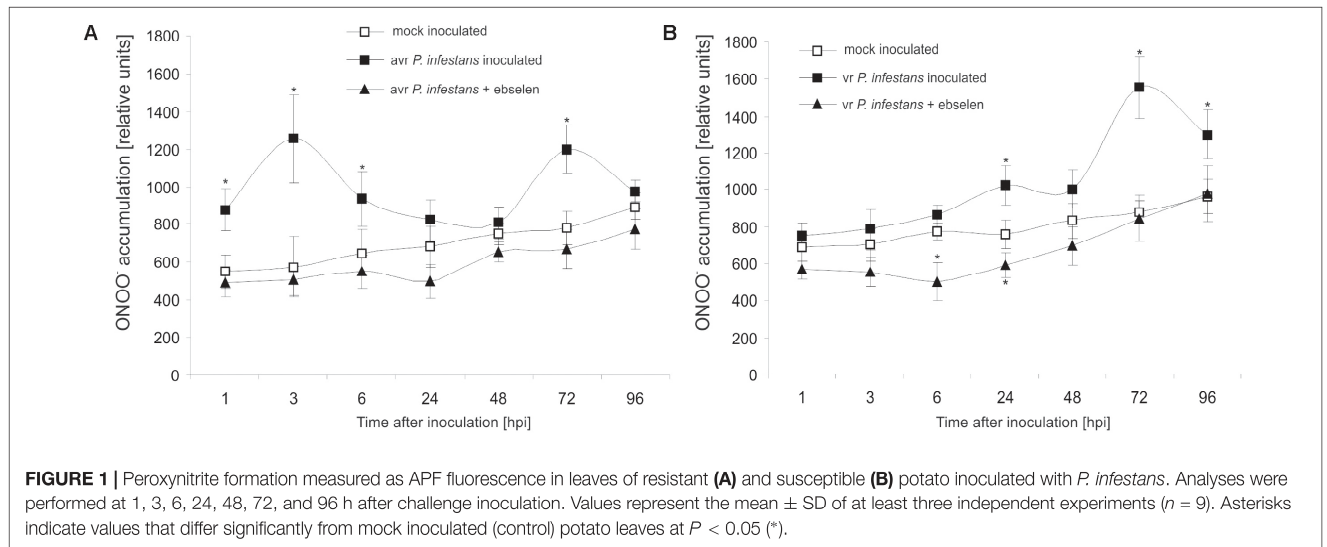 A
ONOO- accumulation [relative units]
1800
1600
1400
1200
1000
800
600
400
200
0
mock inoculated
avr P. infestans inoculated
avr P. infestans + ebselen
*
*
*
*
1 3 6 24 48 72 96
Time after inoculation [hpi]
B
ONOO- accumulation [relative units]
1800
1600
1400
1200
1000
800
600
400
200
0
mock inoculated
vr P. infestans inoculated
vr P. infestans + ebselen
*
*
*
*
*
1 3 6 24 48 72 96
Time after inoculation [hpi]
FIGURE 1 | Peroxynitrite formation measured as APF fluorescence in leaves of resistant (A) and susceptible (B) potato inoculated with P. infestans. Analyses were
performed at 1, 3, 6, 24, 48, 72, and 96 h after challenge inoculation. Values represent the mean ± SD of at least three independent experiments (n = 9). Asterisks
indicate values that differ significantly from mock inoculated (control) potato leaves at P < 0.05 (*).